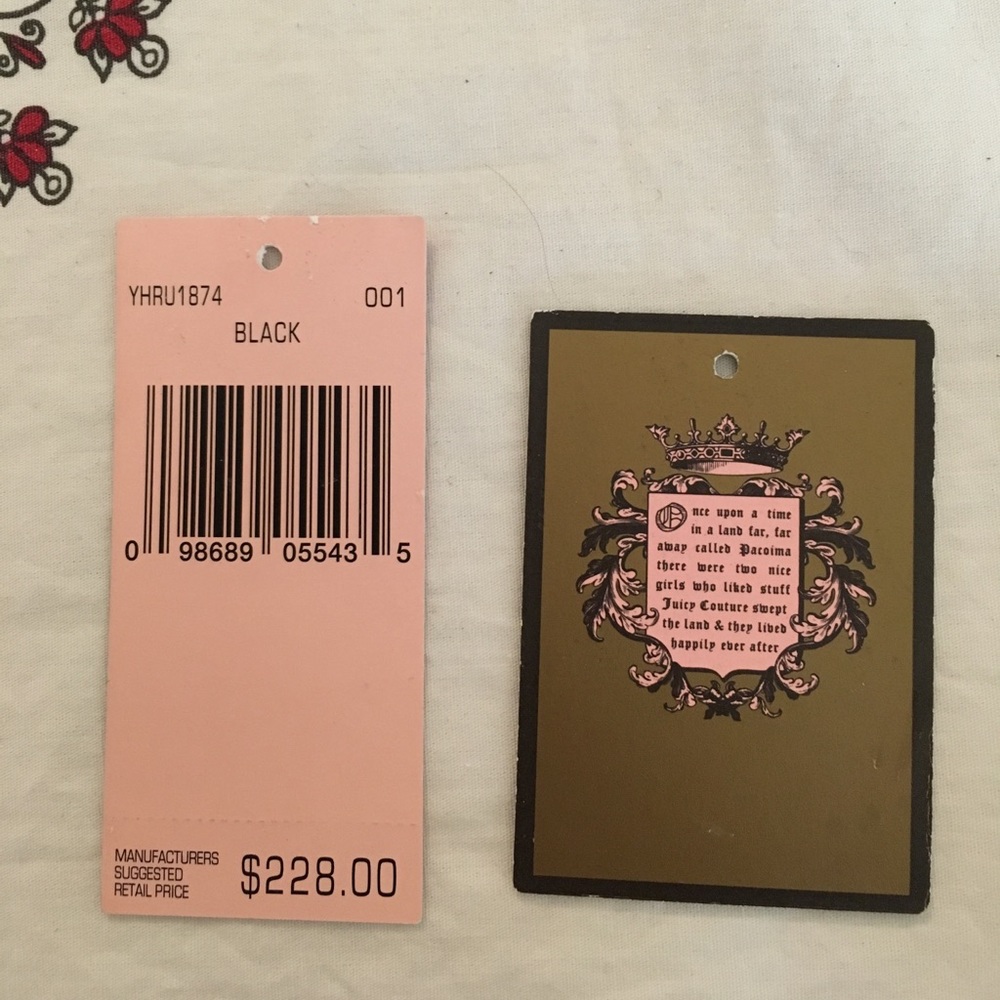 YHRU1874 001
BLACK
0 98689 05543 5
MANUFACTURERS
SUGGESTED
RETAIL PRICE
$228.00
Once upon a time
in a land far, far
away called Pacoima
there were two nice
girls who liked stuff
Juicy Couture swept
the land & they lived
happily ever after